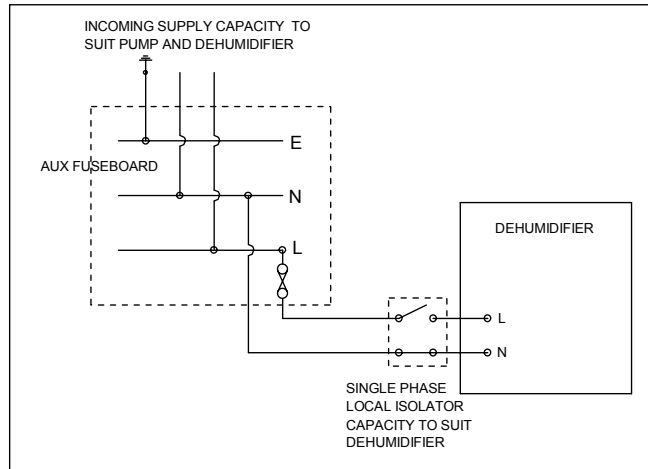 INCOMING SUPPLY CAPACITY TO
SUIT PUMP AND DEHUMIDIFIER
E
AUX FUSEBOARD
N
L
DEHUMIDIFIER
L
N
SINGLE PHASE
LOCAL ISOLATOR
CAPACITY TO SUIT
DEHUMIDIFIER